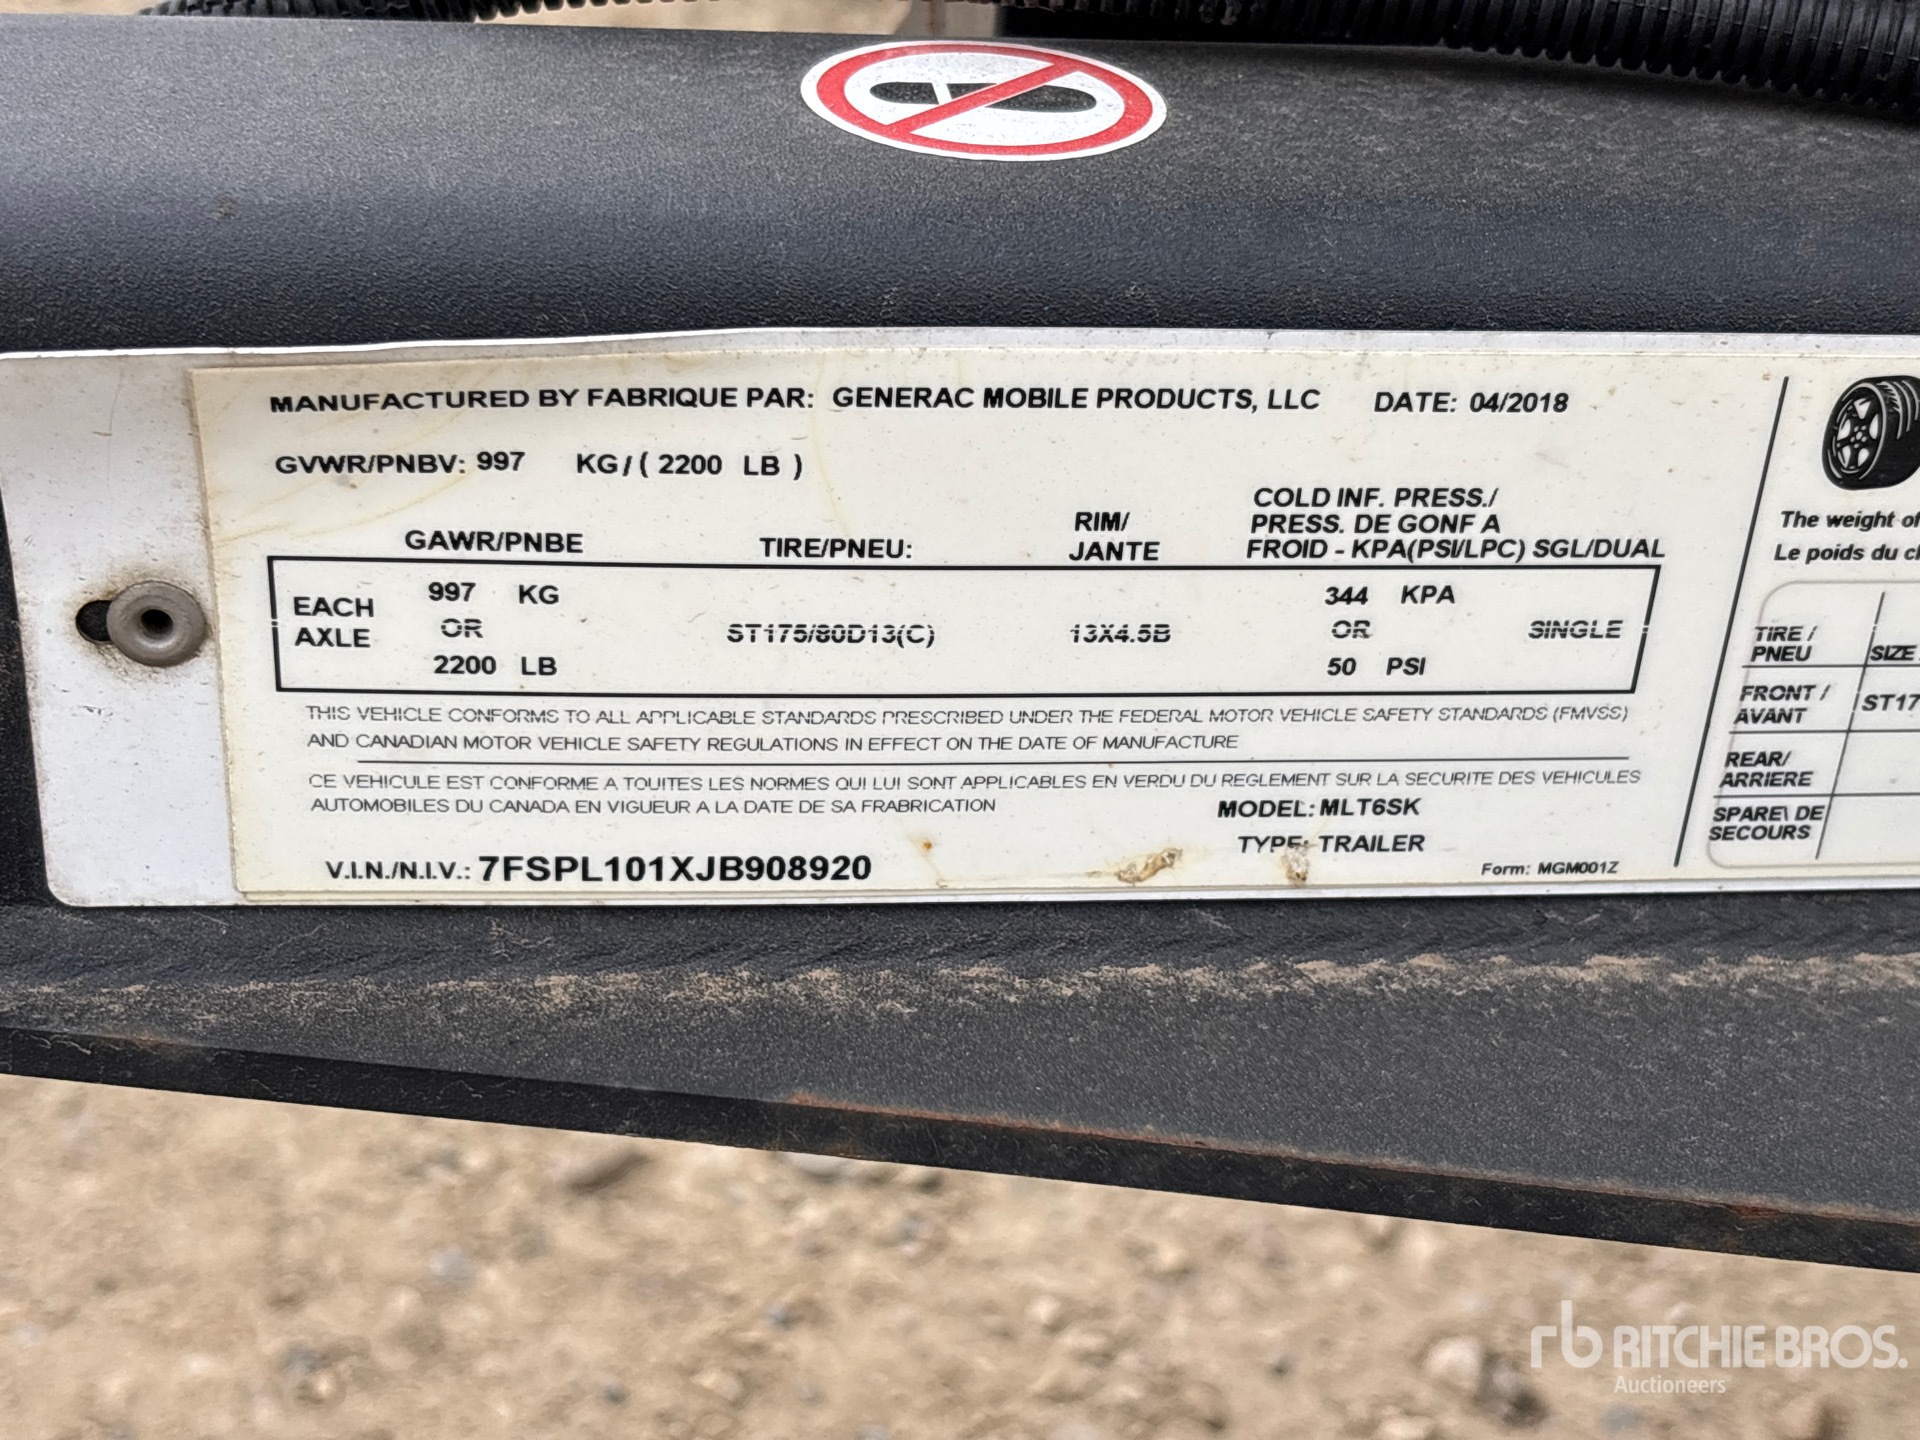 MANUFACTURED BY FABRIQUE PAR: GENERAC MOBILE PRODUCTS, LLC DATE: 04/2018
GVWR/PNBV: 997 KG/( 2200 LB )
GAWR/PNBE TIRE/PNEU: RIM/
JANTE COLD INF. PRESS./
PRESS. DE GONF A
FROID - KPA(PSI/LPC) SGL/DUAL
EACH
AXLE
997 KG
OR
2200 LB
ST175/80D13(C)
13X4.5B
344 KPA
OR
50 PSI
SINGLE
THIS VEHICLE CONFORMS TO ALL APPLICABLE STANDARDS PRESCRIBED UNDER THE FEDERAL MOTOR VEHICLE SAFETY STANDARDS (FMVSS)
AND CANADIAN MOTOR VEHICLE SAFETY REGULATIONS IN EFFECT ON THE DATE OF MANUFACTURE
CE VEHICULE EST CONFORME A TOUITES LES NORMES QUI LUI SONT APPLICABLES EN VERDU DU REGLEMENT SUR LA SECURITE DES VEHICULES
AUTOMOBILES DU CANADA EN VIGUEUR A LA DATE DE SA FRABRICATION
MODEL: MLT6SK
TYPE: TRAILER
V.I.N./N.I.V.: 7FSPL101XJB908920
Form: MGM001Z
The weight of
Le poids du
TIRE /
PNEU
SIZE
FRONT /
AVANT
ST17
REAR/
ARRIERE
SPARE\ DE
SECOURS
rb RITCHIE BROS.
Auctioneers